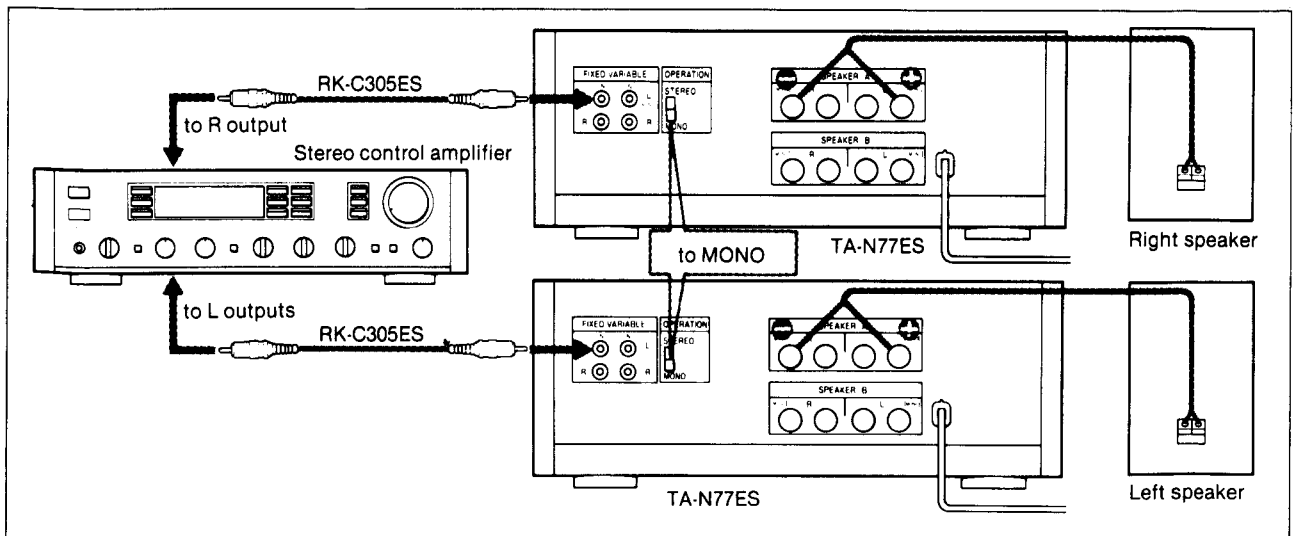 RK-C305ES
to R output
Stereo control amplifier
FIXED VARIABLE
L
R R
OPERATION
STEREO
MONO
SPEAKER A
SPEAKER B
R L
TA-N77ES
Right speaker
to MONO
to L outputs
RK-C305ES
FIXED VARIABLE
L
R R
OPERATION
STEREO
MONO
SPEAKER A
SPEAKER B
R L
TA-N77ES
Left speaker